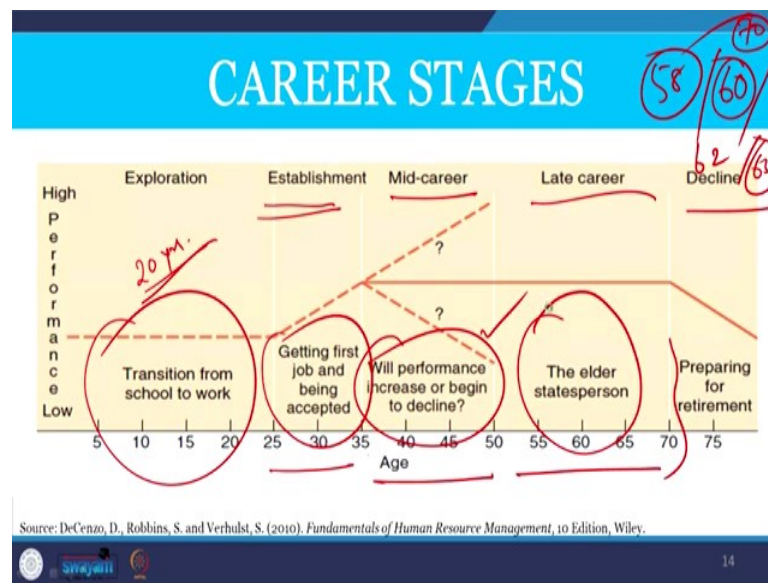 CAREER STAGES
58
60
70
62
65
Exploration
Establishment
Mid-career
Late career
Decline
High
Performance
Low
20 yrs.
?
?
Transition from
school to work
Getting first
job and
being
accepted
Will performance
increase or begin
to decline?
The elder
statesperson
Preparing
for
retirement
5 10 15 20 25 30 35 40 45 50 55 60 65 70 75
Age
Source: DeCenzo, D., Robbins, S. and Verhulst, S. (2010). Fundamentals of Human Resource Management, 10 Edition, Wiley.
swayam
14